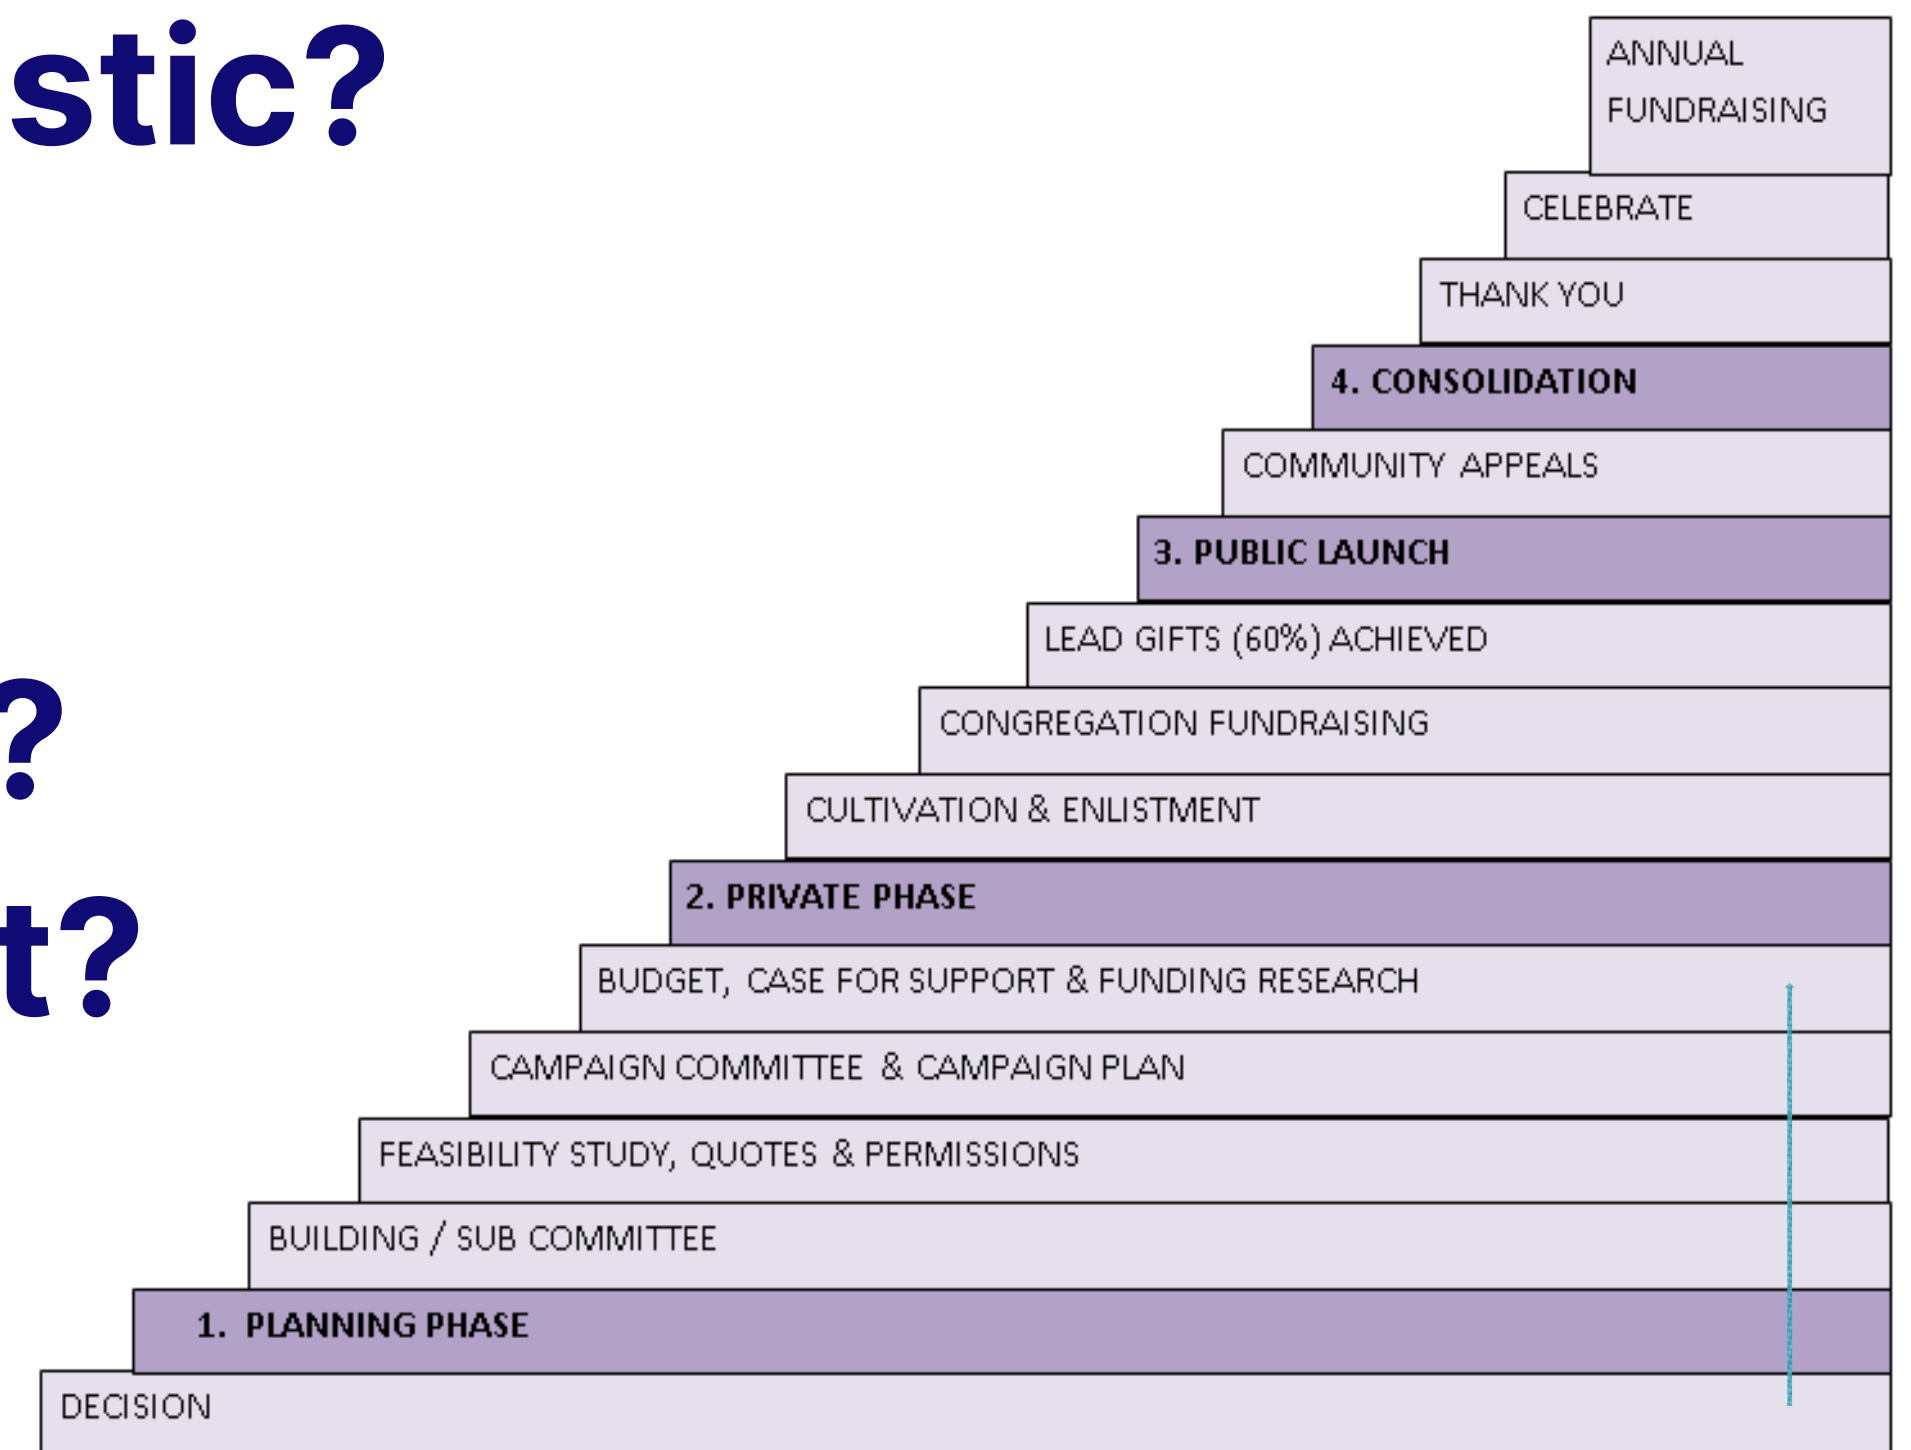 stic?
?
t?
ANNUAL
FUNDRAISING
CELEBRATE
THANK YOU
4. CONSOLIDATION
COMMUNITY APPEALS
3. PUBLIC LAUNCH
LEAD GIFTS (60%) ACHIEVED
CONGREGATION FUNDRAISING
CULTIVATION & ENLISTMENT
2. PRIVATE PHASE
BUDGET, CASE FOR SUPPORT & FUNDING RESEARCH
CAMPAIGN COMMITTEE & CAMPAIGN PLAN
FEASIBILITY STUDY, QUOTES & PERMISSIONS
BUILDING / SUB COMMITTEE
1. PLANNING PHASE
DECISION